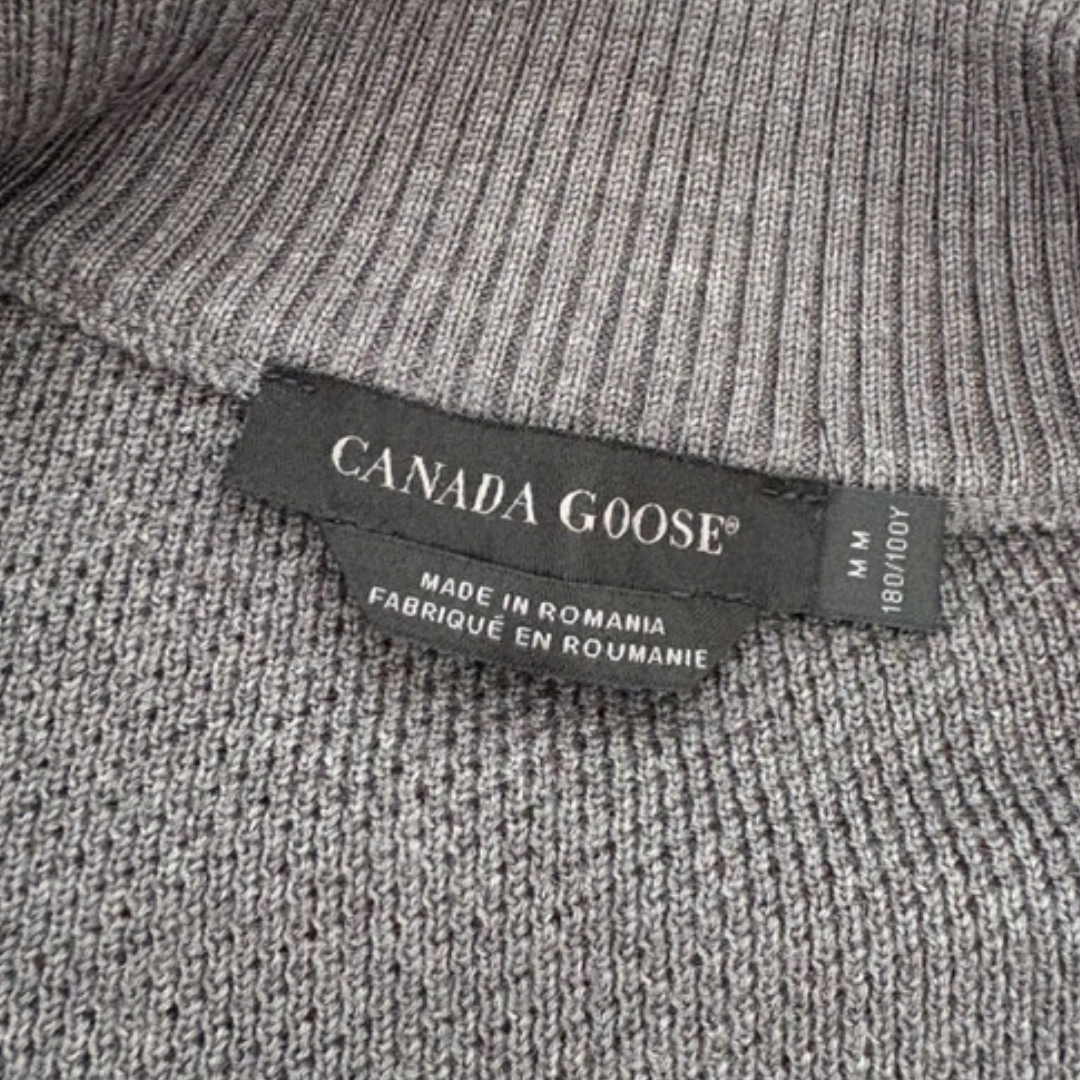 CANADA GOOSE®
MADE IN ROMANIA
FABRIQUÉ EN ROUMANIE
M M
180/100Y